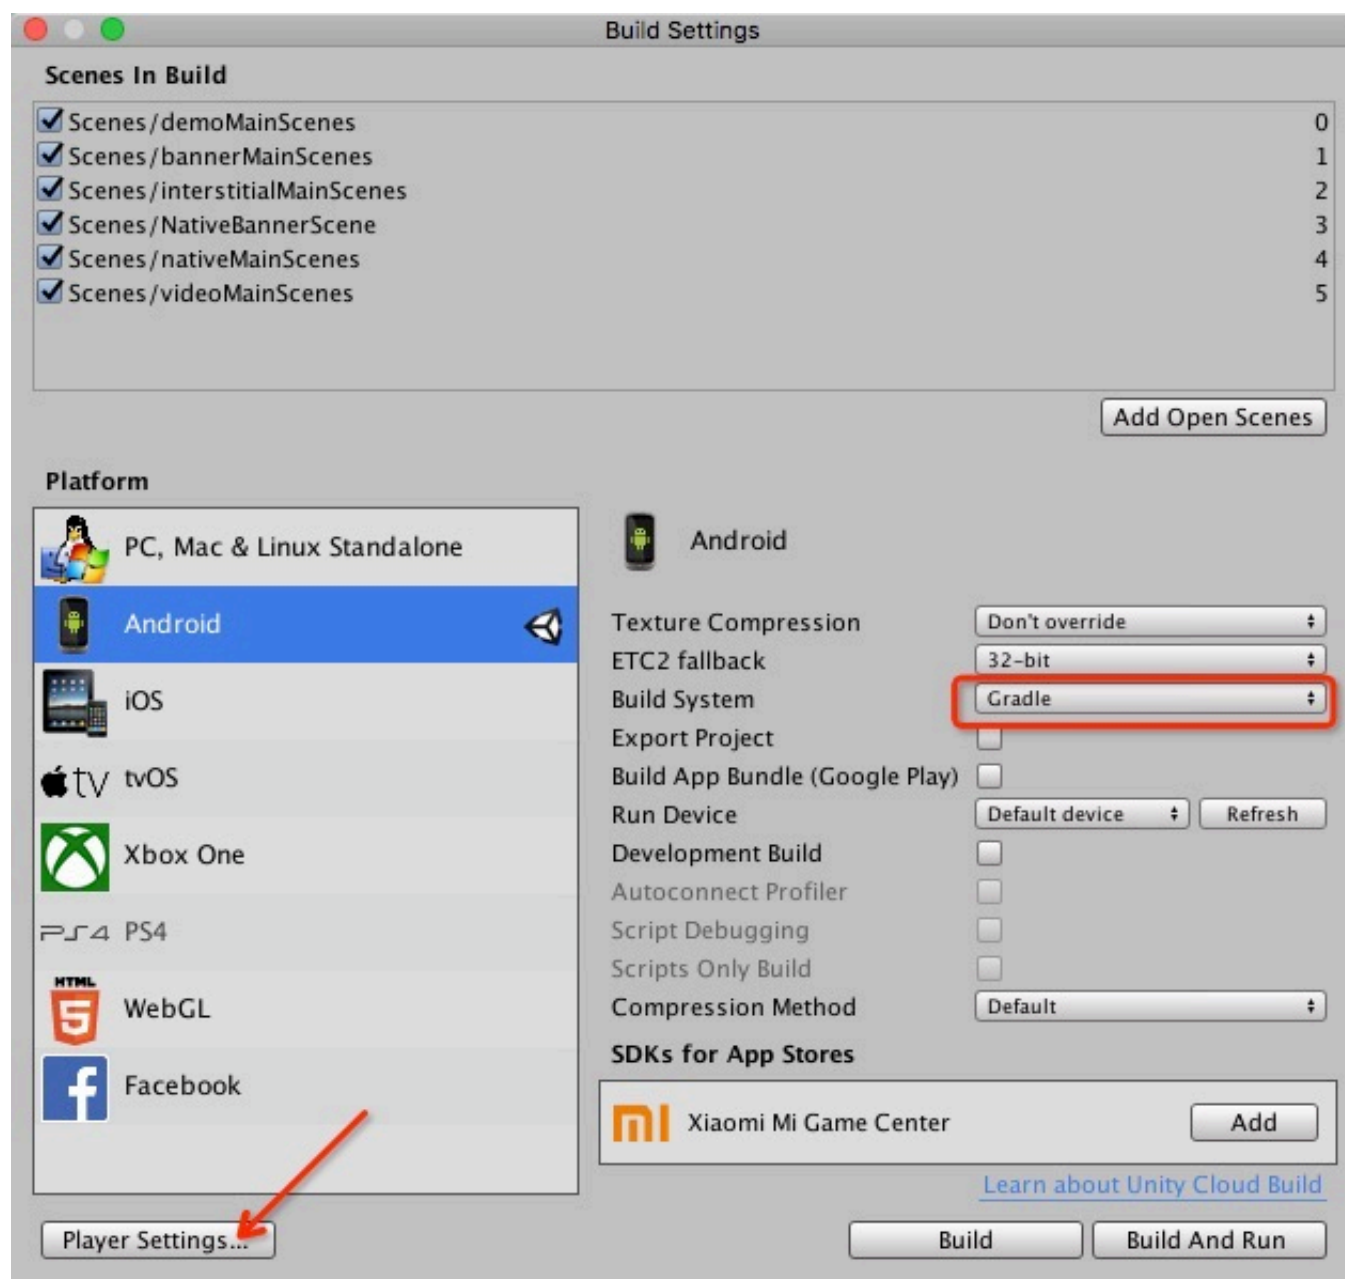 Build Settings
Scenes In Build
Scenes/demoMainScenes 0
Scenes/bannerMainScenes 1
Scenes/interstitialMainScenes 2
Scenes/NativeBannerScene 3
Scenes/nativeMainScenes 4
Scenes/videoMainScenes 5
Add Open Scenes
Platform
PC, Mac & Linux Standalone
Android
iOS
tv tvOS
Xbox One
PS4 PS4
HTML 5 WebGL
f Facebook
Android
Texture Compression Don't override
ETC2 fallback 32-bit
Build System Gradle
Export Project
Build App Bundle (Google Play)
Run Device Default device Refresh
Development Build
Autoconnect Profiler
Script Debugging
Scripts Only Build
Compression Method Default
SDKs for App Stores
mi Xiaomi Mi Game Center Add
Learn about Unity Cloud Build
Player Settings... Build Build And Run